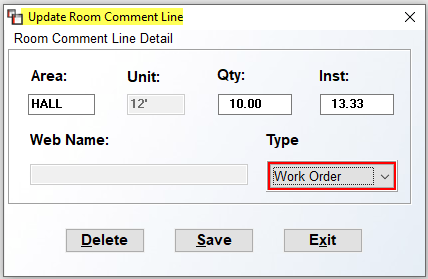 Update Room Comment Line
Room Comment Line Detail
Area: Unit: Qty: Inst:
HALL 12' 10.00 13.33
Web Name: Type
Work Order
Delete Save Exit